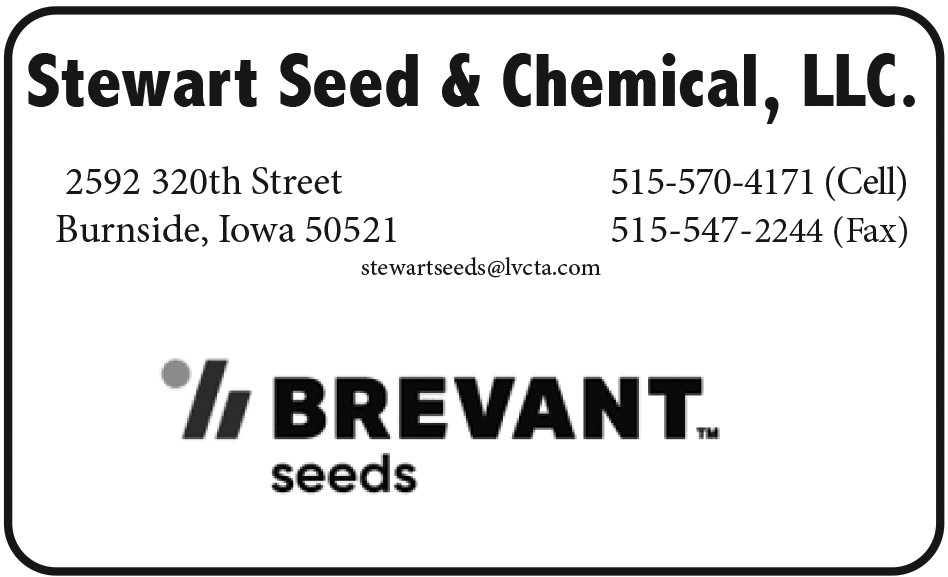 Stewart Seed & Chemical, LLC.
2592 320th Street
Burnside, Iowa 50521
515-570-4171 (Cell)
515-547-2244 (Fax)
stewartseeds@lvcta.com
BREVANT™
seeds